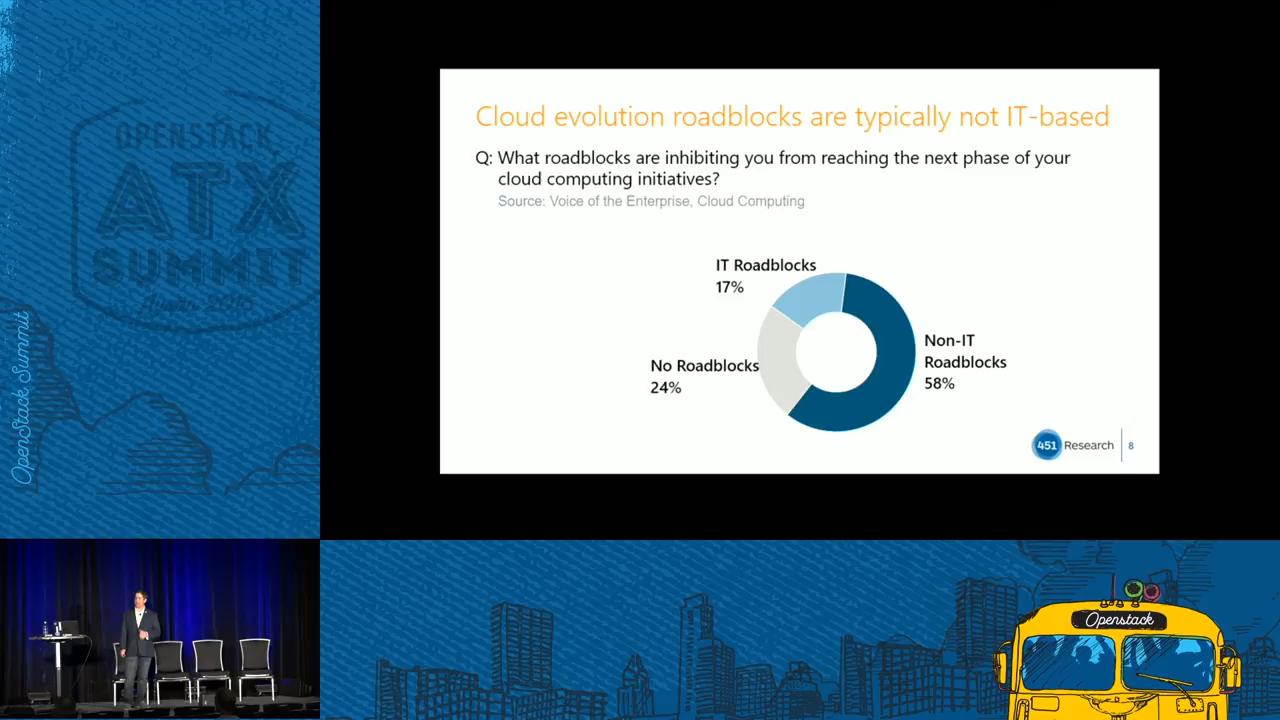 OPENSTACK
ATX
SUMMIT
Austin 2016
OpenStack Summit
Cloud evolution roadblocks are typically not IT-based
Q: What roadblocks are inhibiting you from reaching the next phase of your
cloud computing initiatives?
Source: Voice of the Enterprise, Cloud Computing
IT Roadblocks
17%
No Roadblocks
24%
Non-IT
Roadblocks
58%
451 Research 8
Openstack